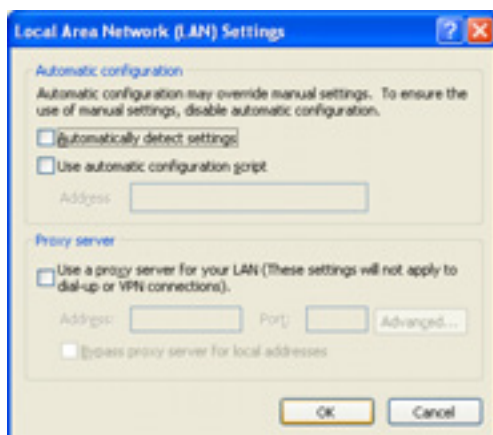 Local Area Network (LAN) Settings
Automatic configuration
Automatic configuration may override manual settings. To ensure the
use of manual settings, disable automatic configuration.
Automatically detect settings
Use automatic configuration script
Address
Proxy server
Use a proxy server for your LAN (These settings will not apply to
dial-up or VPN connections).
Address: Port: Advanced...
Bypass proxy server for local addresses
OK Cancel